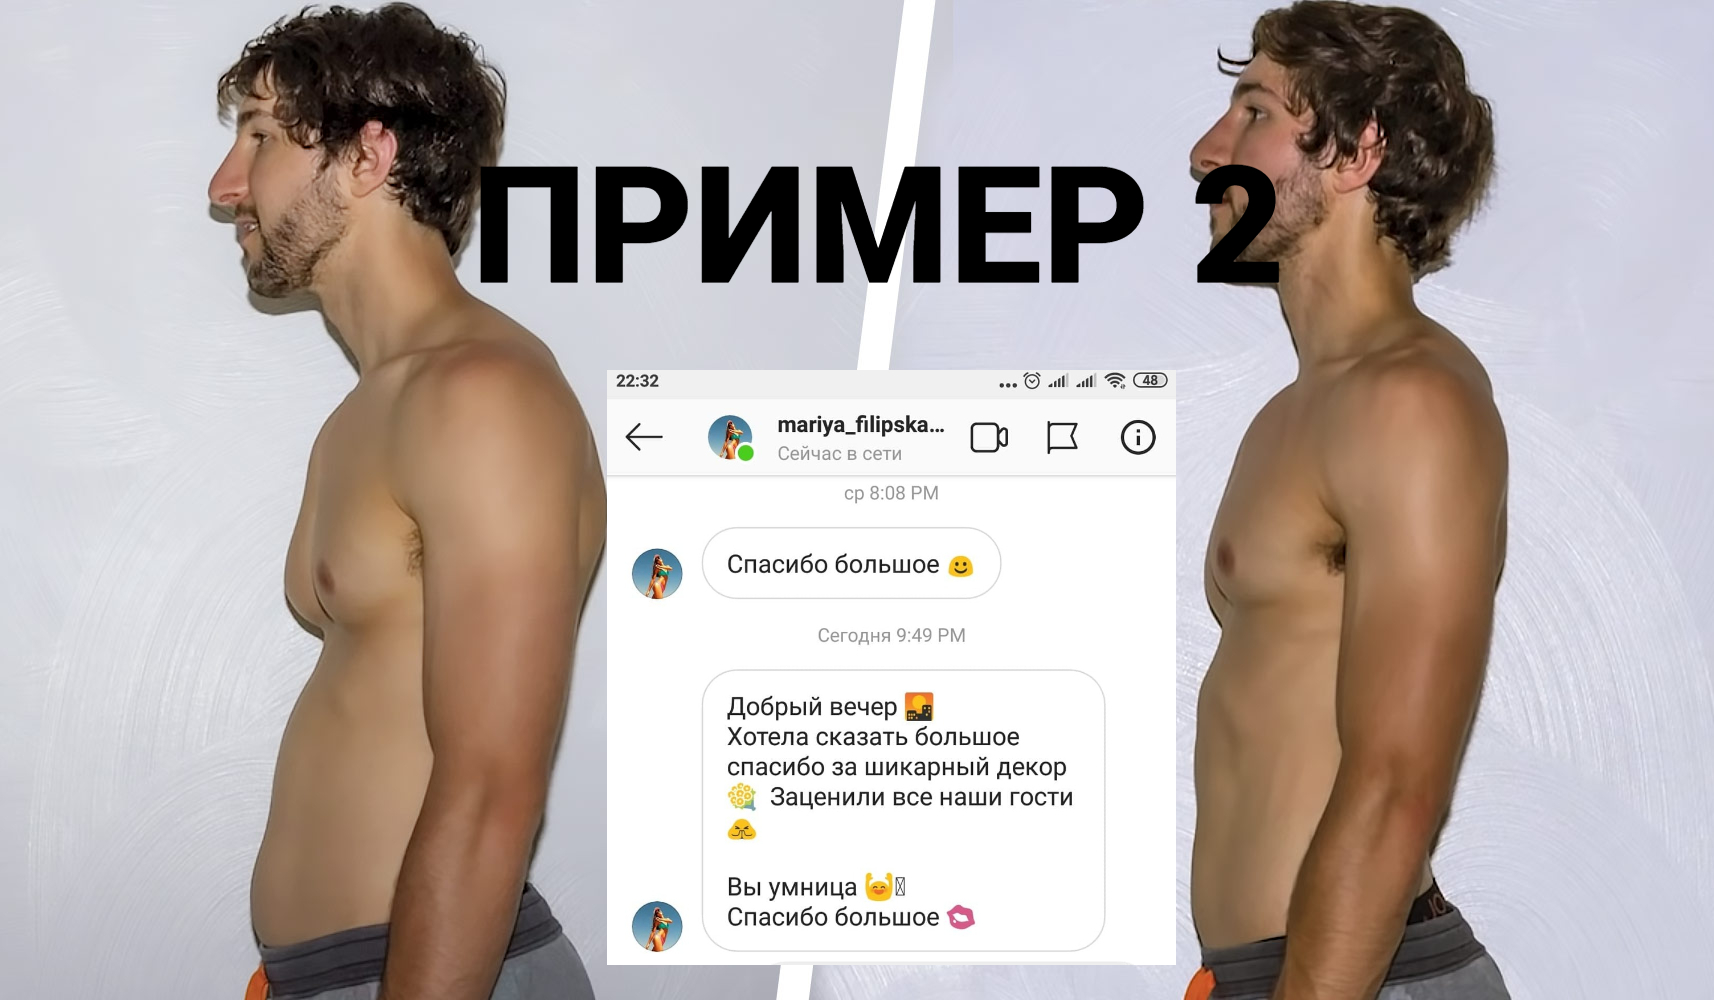 ПРИМЕР 2
22:32
48
mariya_filipska...
Сейчас в сети
ср 8:08 PM
Спасибо большое 🙂
Сегодня 9:49 PM
Добрый вечер 🌇
Хотела сказать большое
спасибо за шикарный декор
💐 Заценили все наши гости
🙏
Вы умница 🙌
Спасибо большое 💋